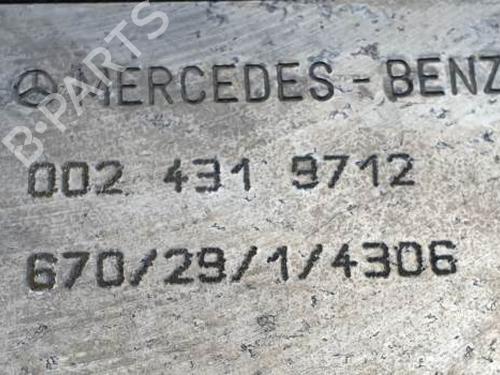 B-PARTS
MERCEDES-BENZ
002 431 9712
670/29/1/4306